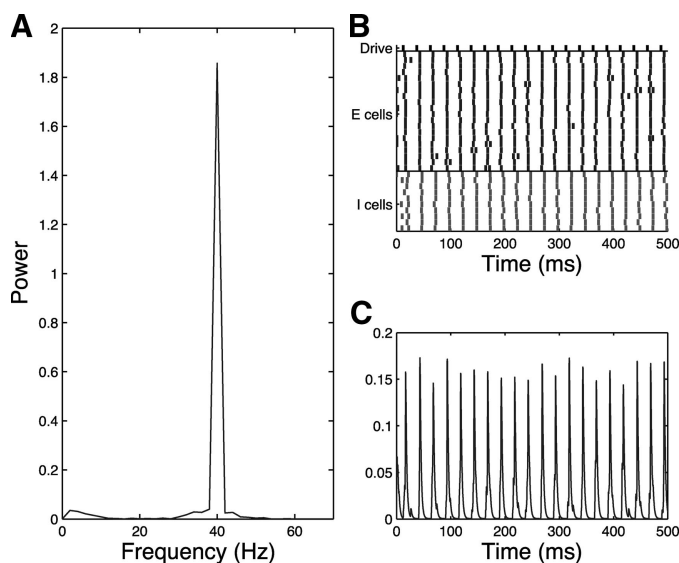 A
2
1.8
1.6
1.4
1.2
1
0.8
0.6
0.4
0.2
0
Power
0 20 40 60
Frequency (Hz)
B
Drive
E cells
I cells
0 100 200 300 400 500
Time (ms)
C
0.2
0.15
0.1
0.05
0
0 100 200 300 400 500
Time (ms)